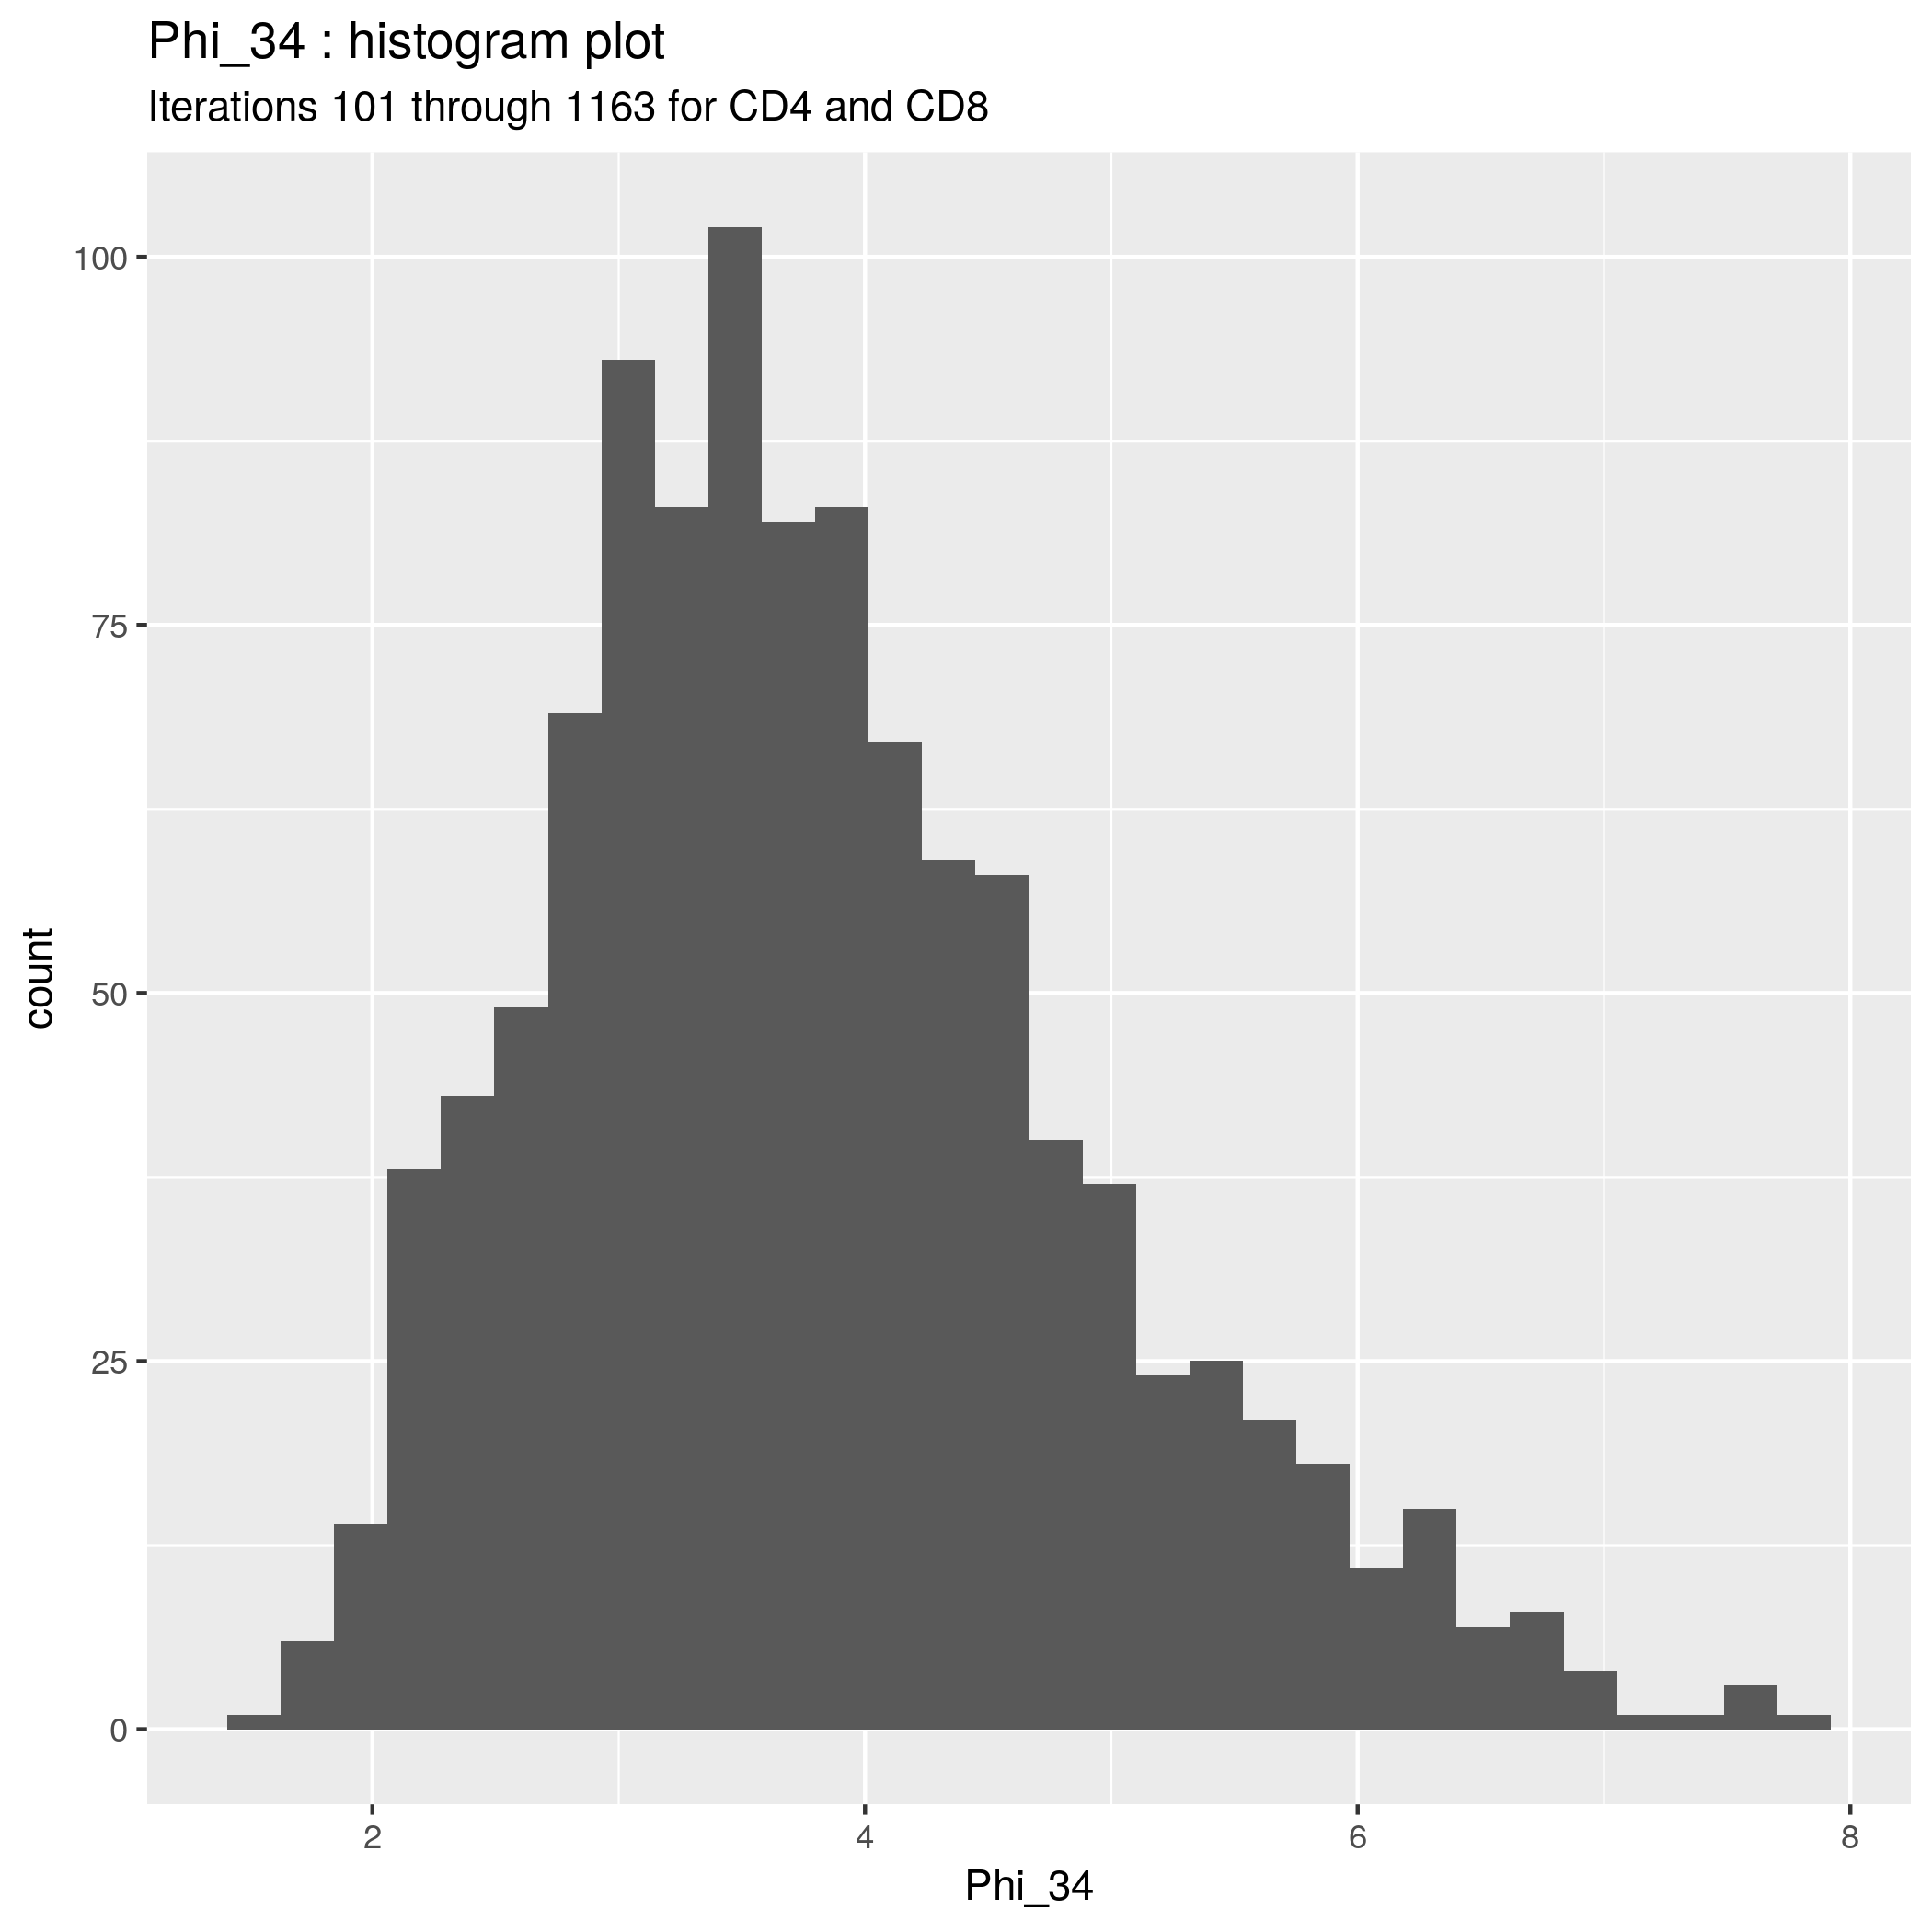 Phi_34 : histogram plot
Iterations 101 through 1163 for CD4 and CD8
100
75
50
25
0
count
2 4 6 8
Phi_34